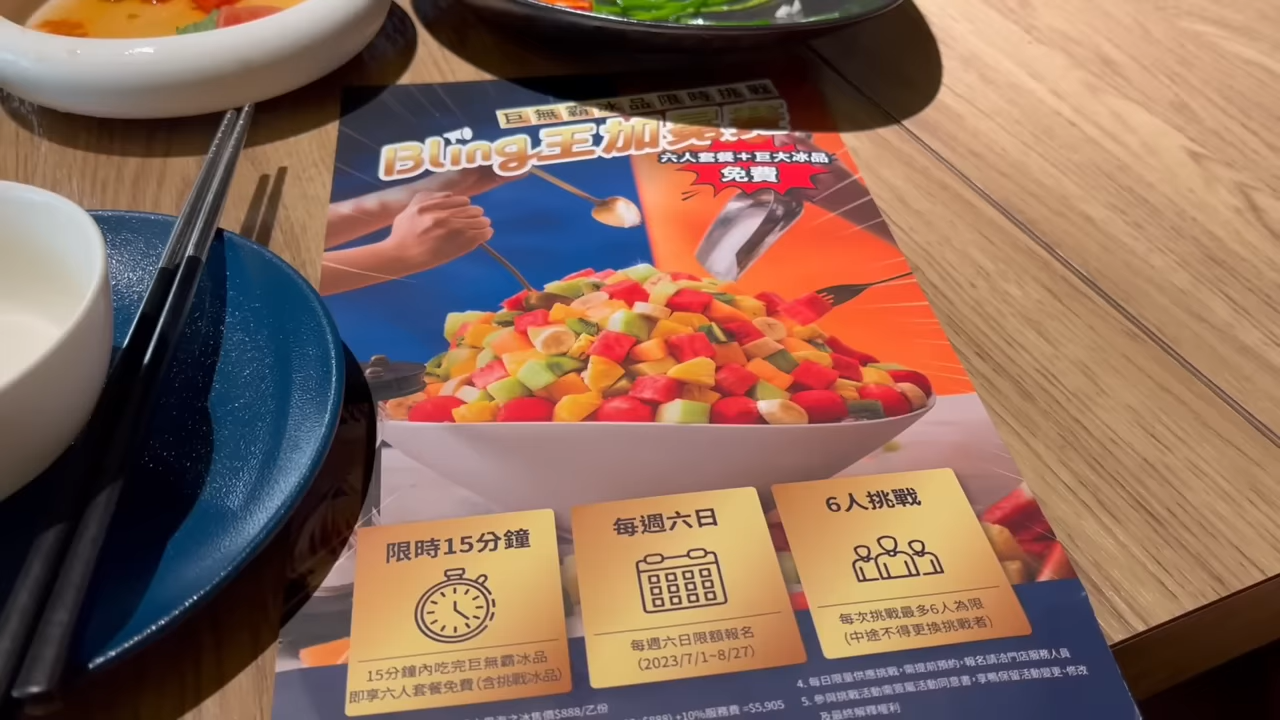 巨無霸冰品限時挑戰
Bling王加
六人套餐+巨大冰品
免費
限時15分鐘
15分鐘內吃完巨無霸冰品
即享六人套餐免費(含挑戰冰品)
每週六日
每週六日限額報名
(2023/7/1~8/27)
6人挑戰
每次挑戰最多6人為限
(中途不得更換挑戰者)
之冰售價$888/乙份
+10%服務費 =$5,905
4. 每日限量供應挑戰,需提前預約,報名請洽門店服務人員
5. 參與挑戰活動需簽屬活動同意書,享鴨保留活動變更、修改
及最終解釋權利